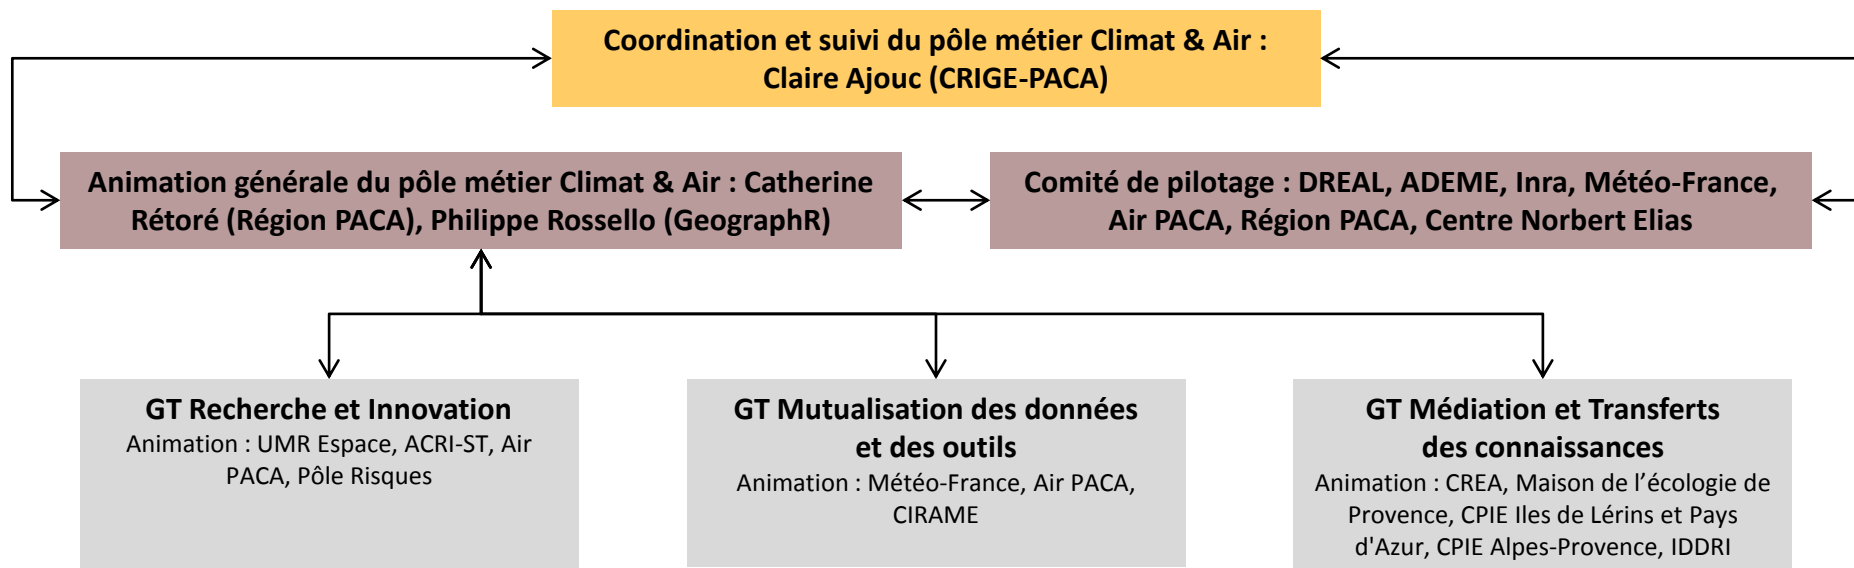 Coordination et suivi du pôle métier Climat & Air :
Claire Ajouc (CRIGE-PACA)
Animation générale du pôle métier Climat & Air : Catherine
Rétoré (Région PACA), Philippe Rossello (GeographR)
Comité de pilotage : DREAL, ADEME, Inra, Météo-France,
Air PACA, Région PACA, Centre Norbert Elias
GT Recherche et Innovation
Animation : UMR Espace, ACRI-ST, Air
PACA, Pôle Risques
GT Mutualisation des données
et des outils
Animation : Météo-France, Air PACA,
CIRAME
GT Médiation et Transferts
des connaissances
Animation : CREA, Maison de l’écologie de
Provence, CPIE Iles de Lérins et Pays
d'Azur, CPIE Alpes-Provence, IDDRI